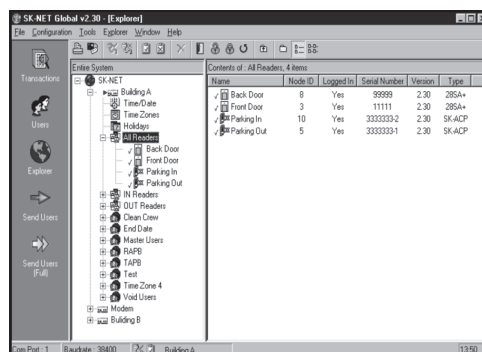 SK-NET Global v2.30 - [Explorer]
File Configuration Tools Explorer Window Help
Transactions
Users
Explorer
Send Users
Send Users
(Full)
Entire System
SK-NET
Building A
Time/Date
Time Zones
Holidays
All Readers
Back Door
Front Door
Parking In
Parking Out
IN Readers
OUT Readers
Clean Crew
End Date
Master Users
RAPB
TAPB
Test
Time Zone 4
Void Users
Modem
Building B
Contents of : All Readers, 4 items
Name Node ID Logged In Serial Number Version Type
Back Door 8 Yes 99999 2.30 28SA+
Front Door 3 Yes 11111 2.30 28SA+
Parking In 10 Yes 3333333-2 2.30 SK-ACP
Parking Out 5 Yes 3333333-1 2.30 SK-ACP
Com Port : 1 Baudrate : 38400 Building A 13:50